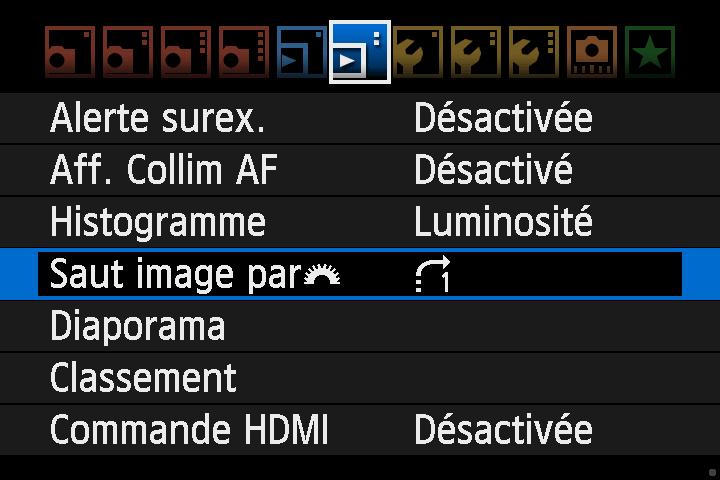 Alerte surex. Désactivée
Aff. Collim AF Désactivé
Histogramme Luminosité
Saut image par 1
Diaporama
Classement
Commande HDMI Désactivée